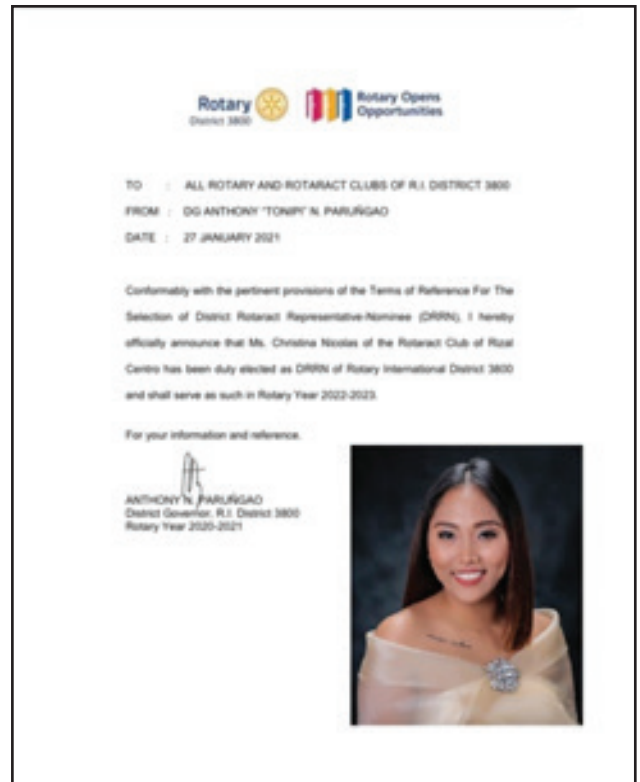 Rotary
District 3800
Rotary Opens
Opportunities
TO : ALL ROTARY AND ROTARACT CLUBS OF R.I. DISTRICT 3800
FROM : DG ANTHONY "TONIPI" N. PARUÑGAO
DATE : 27 JANUARY 2021
Conformably with the pertinent provisions of the Terms of Reference For The
Selection of District Rotaract Representative-Nominee (DRRN), I hereby
officially announce that Ms. Christina Nicolas of the Rotaract Club of Rizal
Centro has been duly elected as DRRN of Rotary International District 3800
and shall serve as such in Rotary Year 2022-2023.
For your information and reference.
ANTHONY N. PARUÑGAO
District Governor, R.I. District 3800
Rotary Year 2020-2021